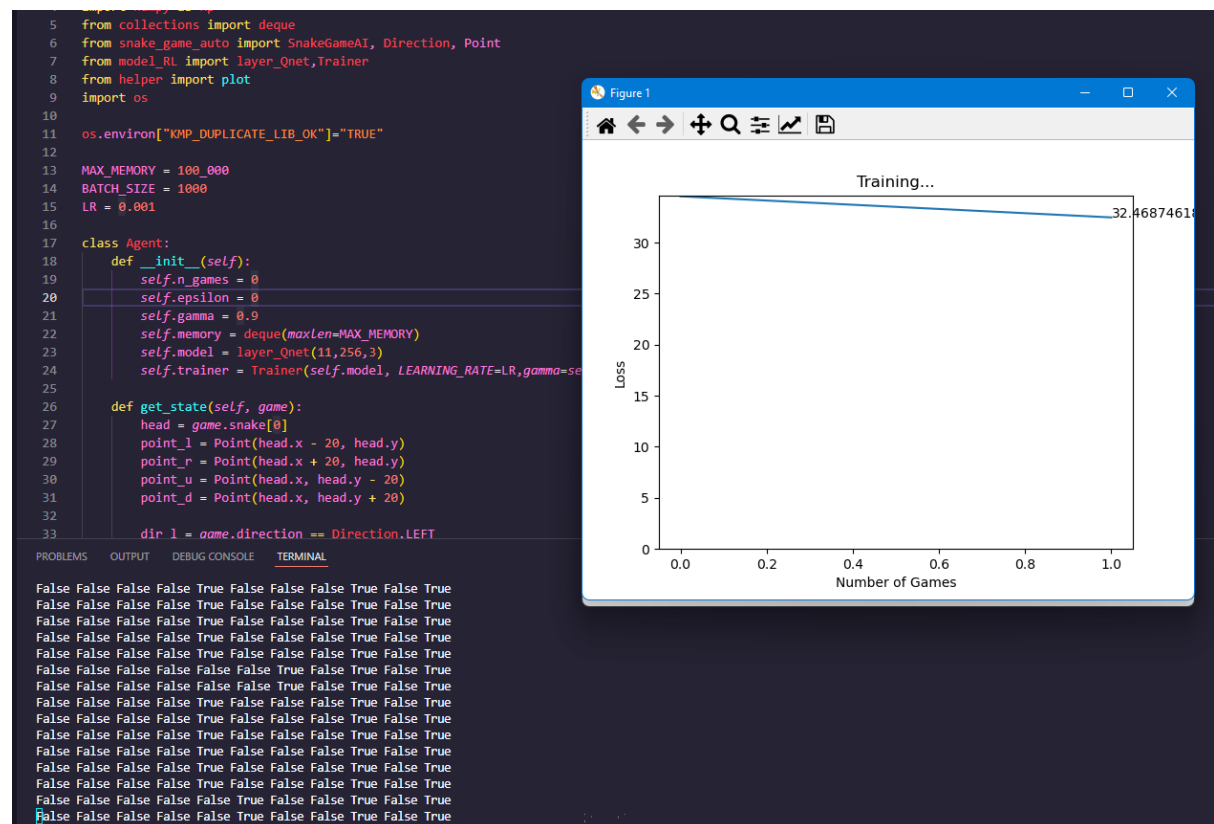 5 from collections import deque
6 from snake_game_auto import SnakeGameAI, Direction, Point
7 from model_RL import layer_Qnet,Trainer
8 from helper import plot
9 import os
10
11 os.environ["KMP_DUPLICATE_LIB_OK"]="TRUE"
12
13 MAX_MEMORY = 100_000
14 BATCH_SIZE = 1000
15 LR = 0.001
16
17 class Agent:
18 def __init__(self):
19 self.n_games = 0
20 self.epsilon = 0
21 self.gamma = 0.9
22 self.memory = deque(maxlen=MAX_MEMORY)
23 self.model = layer_Qnet(11,256,3)
24 self.trainer = Trainer(self.model, LEARNING_RATE=LR,gamma=se
25
26 def get_state(self, game):
27 head = game.snake[0]
28 point_l = Point(head.x - 20, head.y)
29 point_r = Point(head.x + 20, head.y)
30 point_u = Point(head.x, head.y - 20)
31 point_d = Point(head.x, head.y + 20)
32
33 dir_l = game.direction == Direction.LEFT
PROBLEMS OUTPUT DEBUG CONSOLE TERMINAL
False False False False True False False False True False True
False False False False True False False False True False True
False False False False True False False False True False True
False False False False True False False False True False True
False False False False True False False False True False True
False False False False False False True False True False True
False False False False False False True False True False True
False False False False True False False False True False True
False False False False True False False False True False True
False False False False True False False False True False True
False False False False True False False False True False True
False False False False True False False False True False True
False False False False True False False False True False True
False False False False False True False False True False True
False False False False False True False False True False True
Figure 1
Training...
32.46874618
30
25
20
15
10
5
0
Loss
0.0 0.2 0.4 0.6 0.8 1.0
Number of Games